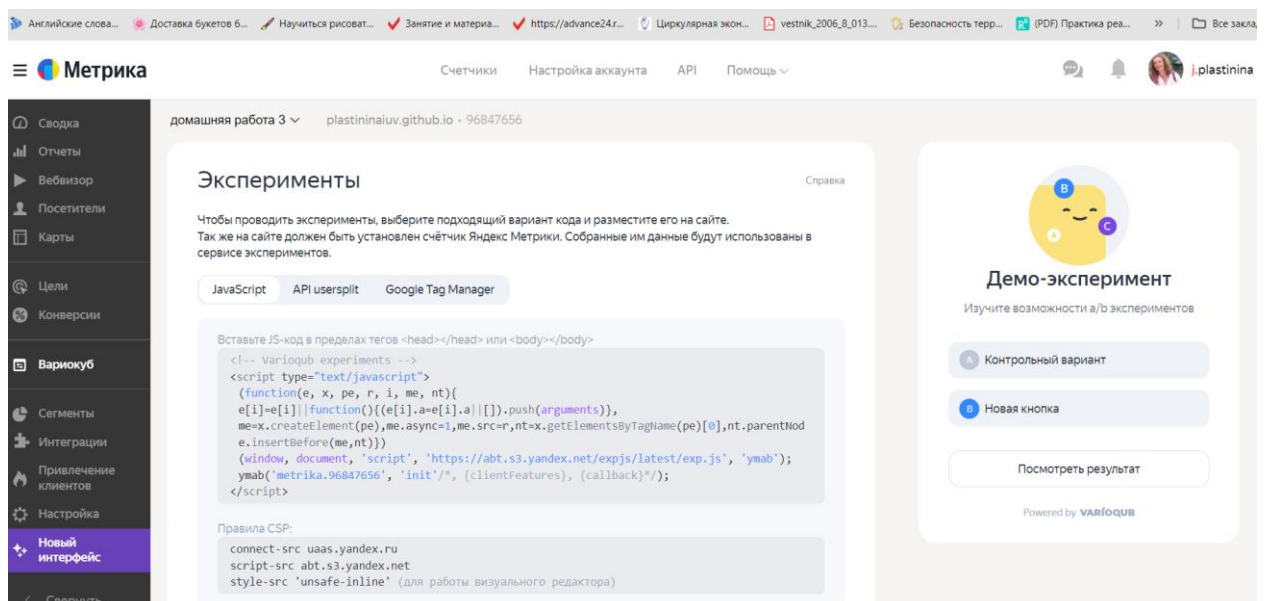 Английские слова...
Доставка букетов б...
Научиться рисоват...
Занятие и материа...
https://advance24.r...
Циркулярная экон...
vestnik_2006_8_013....
Безопасность терр...
(PDF) Практика реа...
»
Все закла
Метрика
Счетчики
Настройка аккаунта
API
Помощь
j.plastinina
Сводка
Отчеты
Вебвизор
Посетители
Карты
Цели
Конверсии
Вариокуб
Сегменты
Интеграции
Привлечение
клиентов
Настройка
Новый
интерфейс
Свернуть
домашняя работа 3
plastininaiuv.github.io • 96847656
Эксперименты
Справка
Чтобы проводить эксперименты, выберите подходящий вариант кода и разместите его на сайте.
Так же на сайте должен быть установлен счётчик Яндекс Метрики. Собранные им данные будут использованы в
сервисе экспериментов.
JavaScript
API usersplit
Google Tag Manager
Вставьте JS-код в пределах тегов <head></head> или <body></body>
<!-- Varioqub experiments -->
<script type="text/javascript">
(function(e, x, pe, r, i, me, nt){
e[i]=e[i]||function(){(e[i].a=e[i].a||[]).push(arguments)},
me=x.createElement(pe),me.async=1,me.src=r,nt=x.getElementsByTagName(pe)[0],nt.parentNod
e.insertBefore(me,nt)})
(window, document, 'script', 'https://abt.s3.yandex.net/expjs/latest/exp.js', 'ymab');
ymab('metrika.96847656', 'init'/*, {clientFeatures}, {callback}*/);
</script>
Правила CSP:
connect-src uaas.yandex.ru
script-src abt.s3.yandex.net
style-src 'unsafe-inline' (для работы визуального редактора)
B
C
A
Демо-эксперимент
Изучите возможности a/b экспериментов
A Контрольный вариант
B Новая кнопка
Посмотреть результат
Powered by VARIOQUB